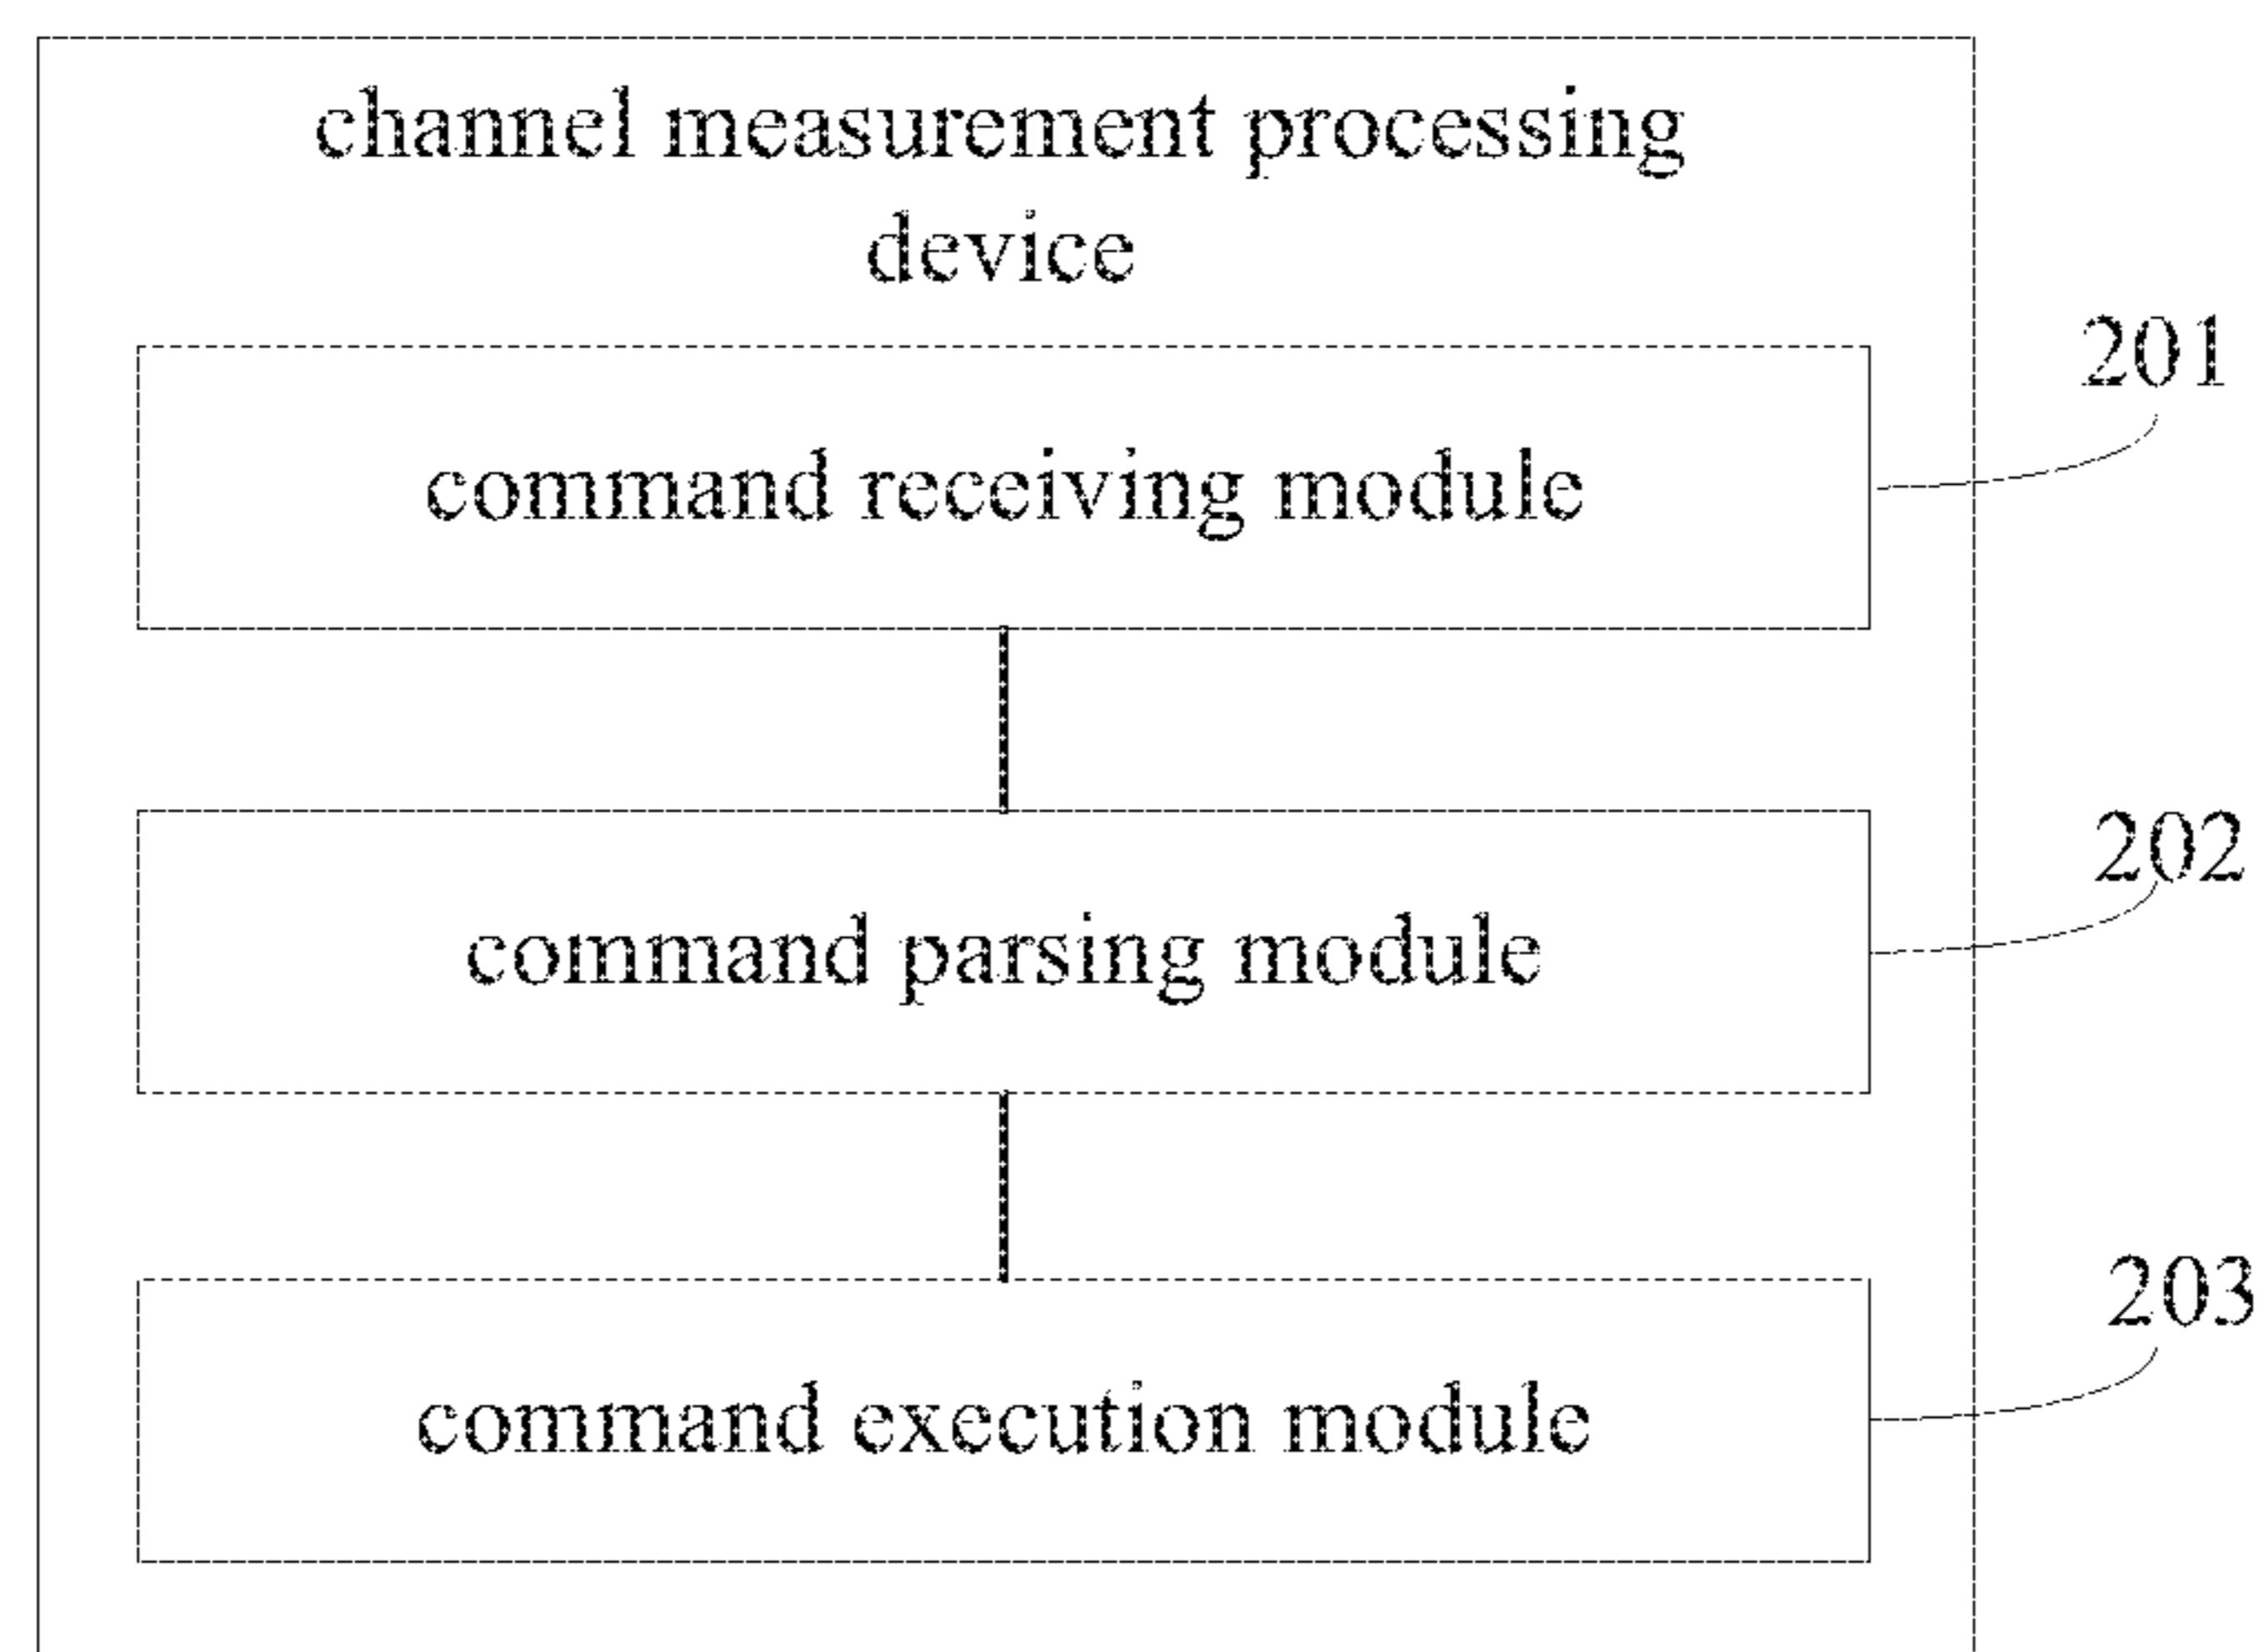 channel measurement processing
device
201
command receiving module
202
command parsing module
203
command execution module